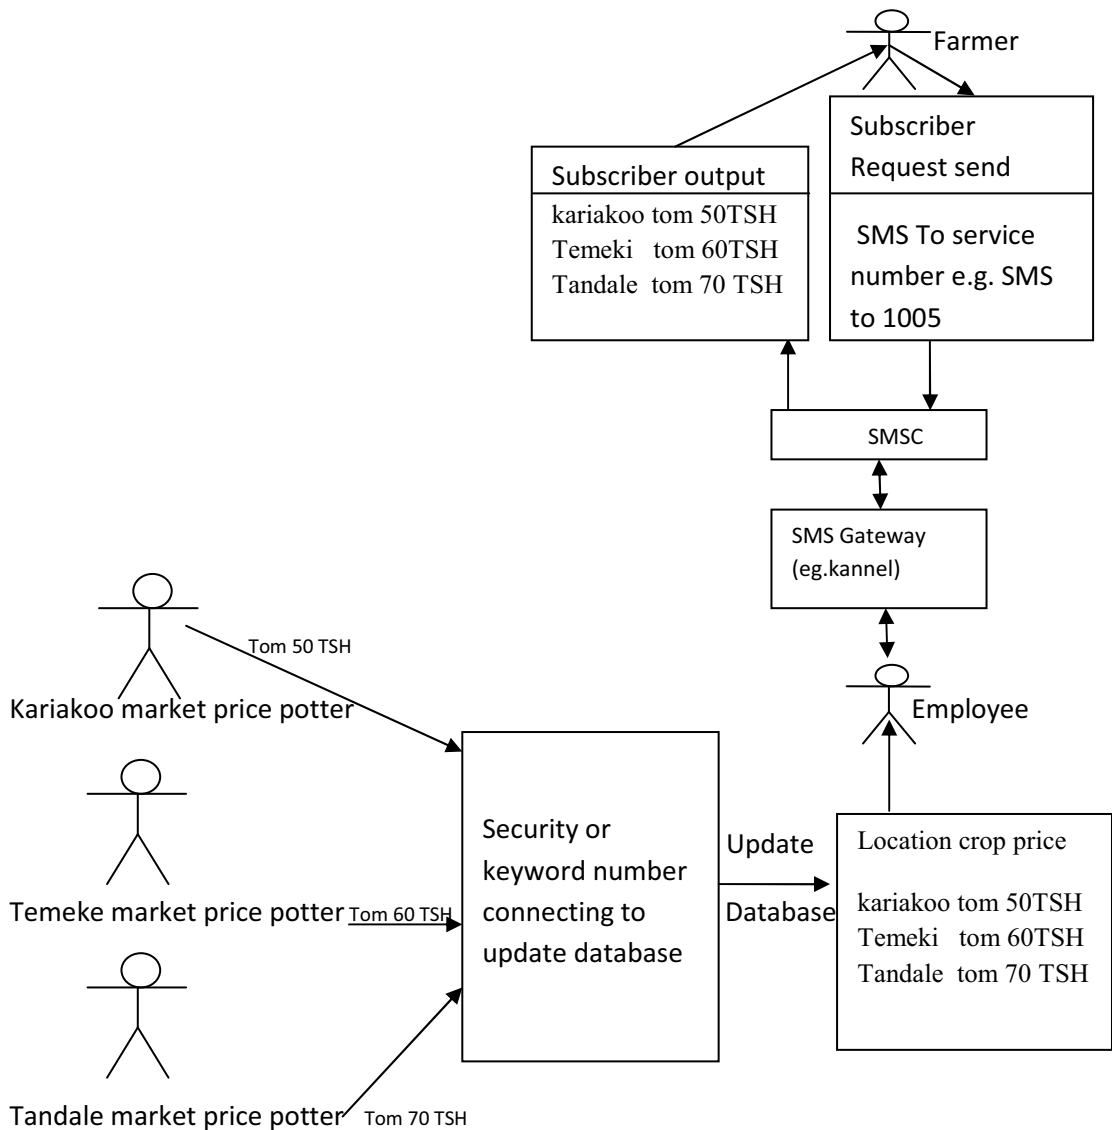 Farmer
Subscriber
Request send
SMS To service
number e.g. SMS
to 1005
Subscriber output
kariakoo tom 50TSH
Temeki tom 60TSH
Tandale tom 70 TSH
SMSC
SMS Gateway
(eg.kannel)
Employee
Tom 50 TSH
Kariakoo market price potter
Temeke market price potter
Tom 60 TSH
Tandale market price potter
Tom 70 TSH
Security or
keyword number
connecting to
update database
Update
Database
Location crop price
kariakoo tom 50TSH
Temeki tom 60TSH
Tandale tom 70 TSH